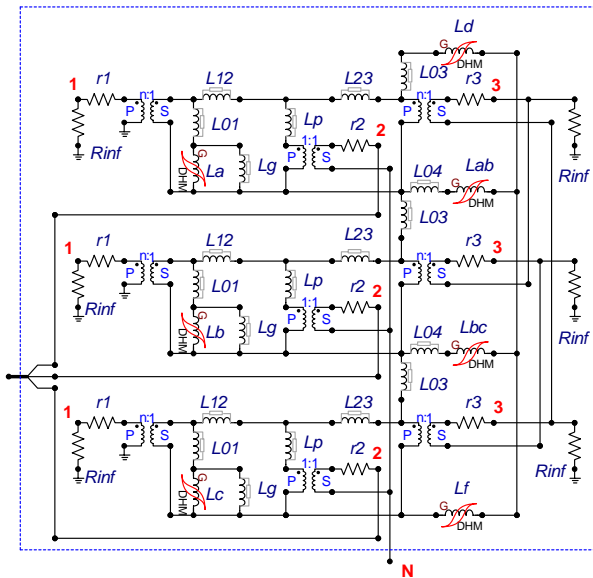 Ld
G
DHM
1 r1 n:1 L12 L23 L03 r3 3
P S L01 Lp r2 2 P S
Rinf 1:1 Rinf
G La Lg P S L04 Lab
DHM G DHM
L03
1 r1 n:1 L12 L23 n:1 r3 3
P S L01 Lp r2 2 P S
Rinf 1:1 Rinf
G Lb Lg P S L04 Lbc
DHM G DHM
L03
1 r1 n:1 L12 L23 n:1 r3 3
P S L01 Lp r2 2 P S
Rinf 1:1 Rinf
G Lc Lg P S Lf
DHM G DHM
N